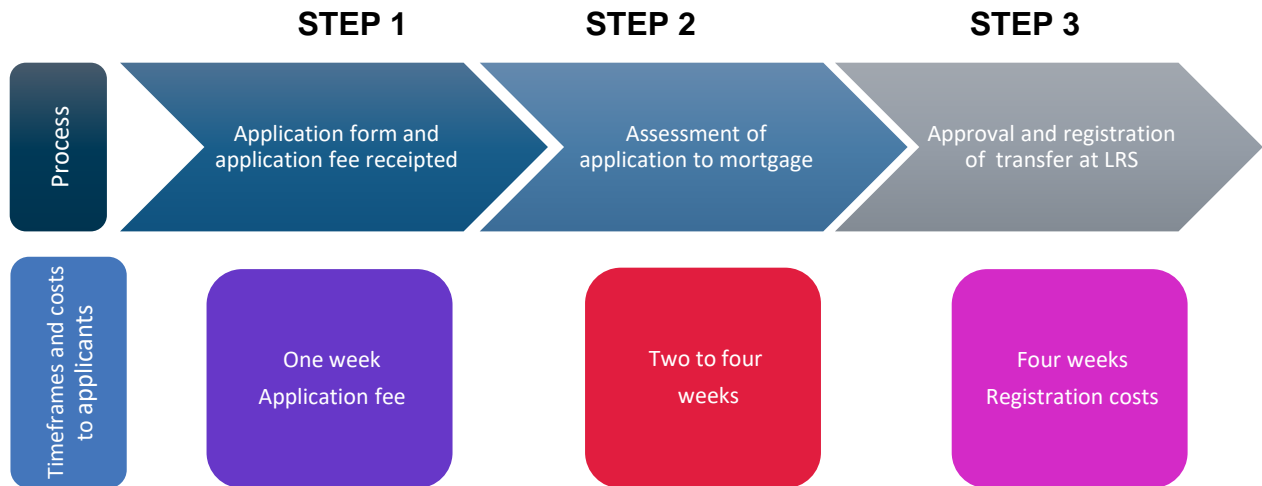 STEP 1
STEP 2
STEP 3
Process
Application form and
application fee receipted
Assessment of
application to mortgage
Approval and registration
of transfer at LRS
Timeframes and costs
to applicants
One week
Application fee
Two to four
weeks
Four weeks
Registration costs